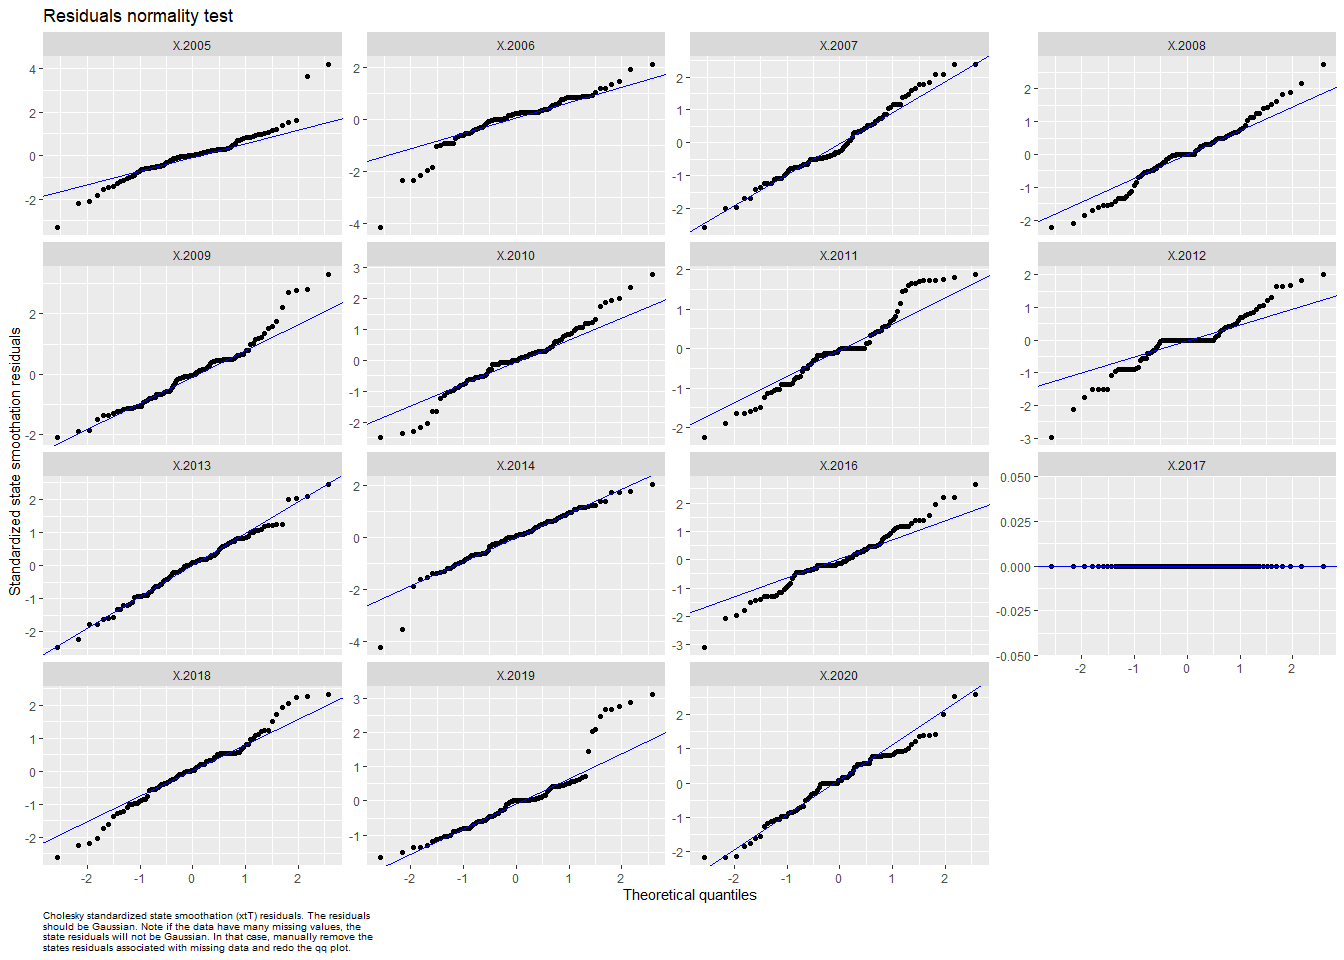 Residuals normality test
X.2005
X.2006
X.2007
X.2008
4
2
0
-2
2
0
-2
-4
2
1
0
-1
-2
2
1
0
-1
-2
X.2009
X.2010
X.2011
X.2012
2
0
-2
3
2
1
0
-1
-2
2
1
0
-1
-2
2
1
0
-1
-2
-3
X.2013
X.2014
X.2016
X.2017
2
1
0
-1
-2
2
0
-2
-4
2
1
0
-1
-2
-3
0.050
0.025
0.000
-0.025
-0.050
-2 -1 0 1 2
X.2018
X.2019
X.2020
2
1
0
-1
-2
3
2
1
0
-1
2
1
0
-1
-2
-2 -1 0 1 2
-2 -1 0 1 2
-2 -1 0 1 2
Standardized state smoothation residuals
Theoretical quantiles
Cholesky standardized state smoothation (xtT) residuals. The residuals
should be Gaussian. Note if the data have many missing values, the
state residuals will not be Gaussian. In that case, manually remove the
states residuals associated with missing data and redo the qq plot.